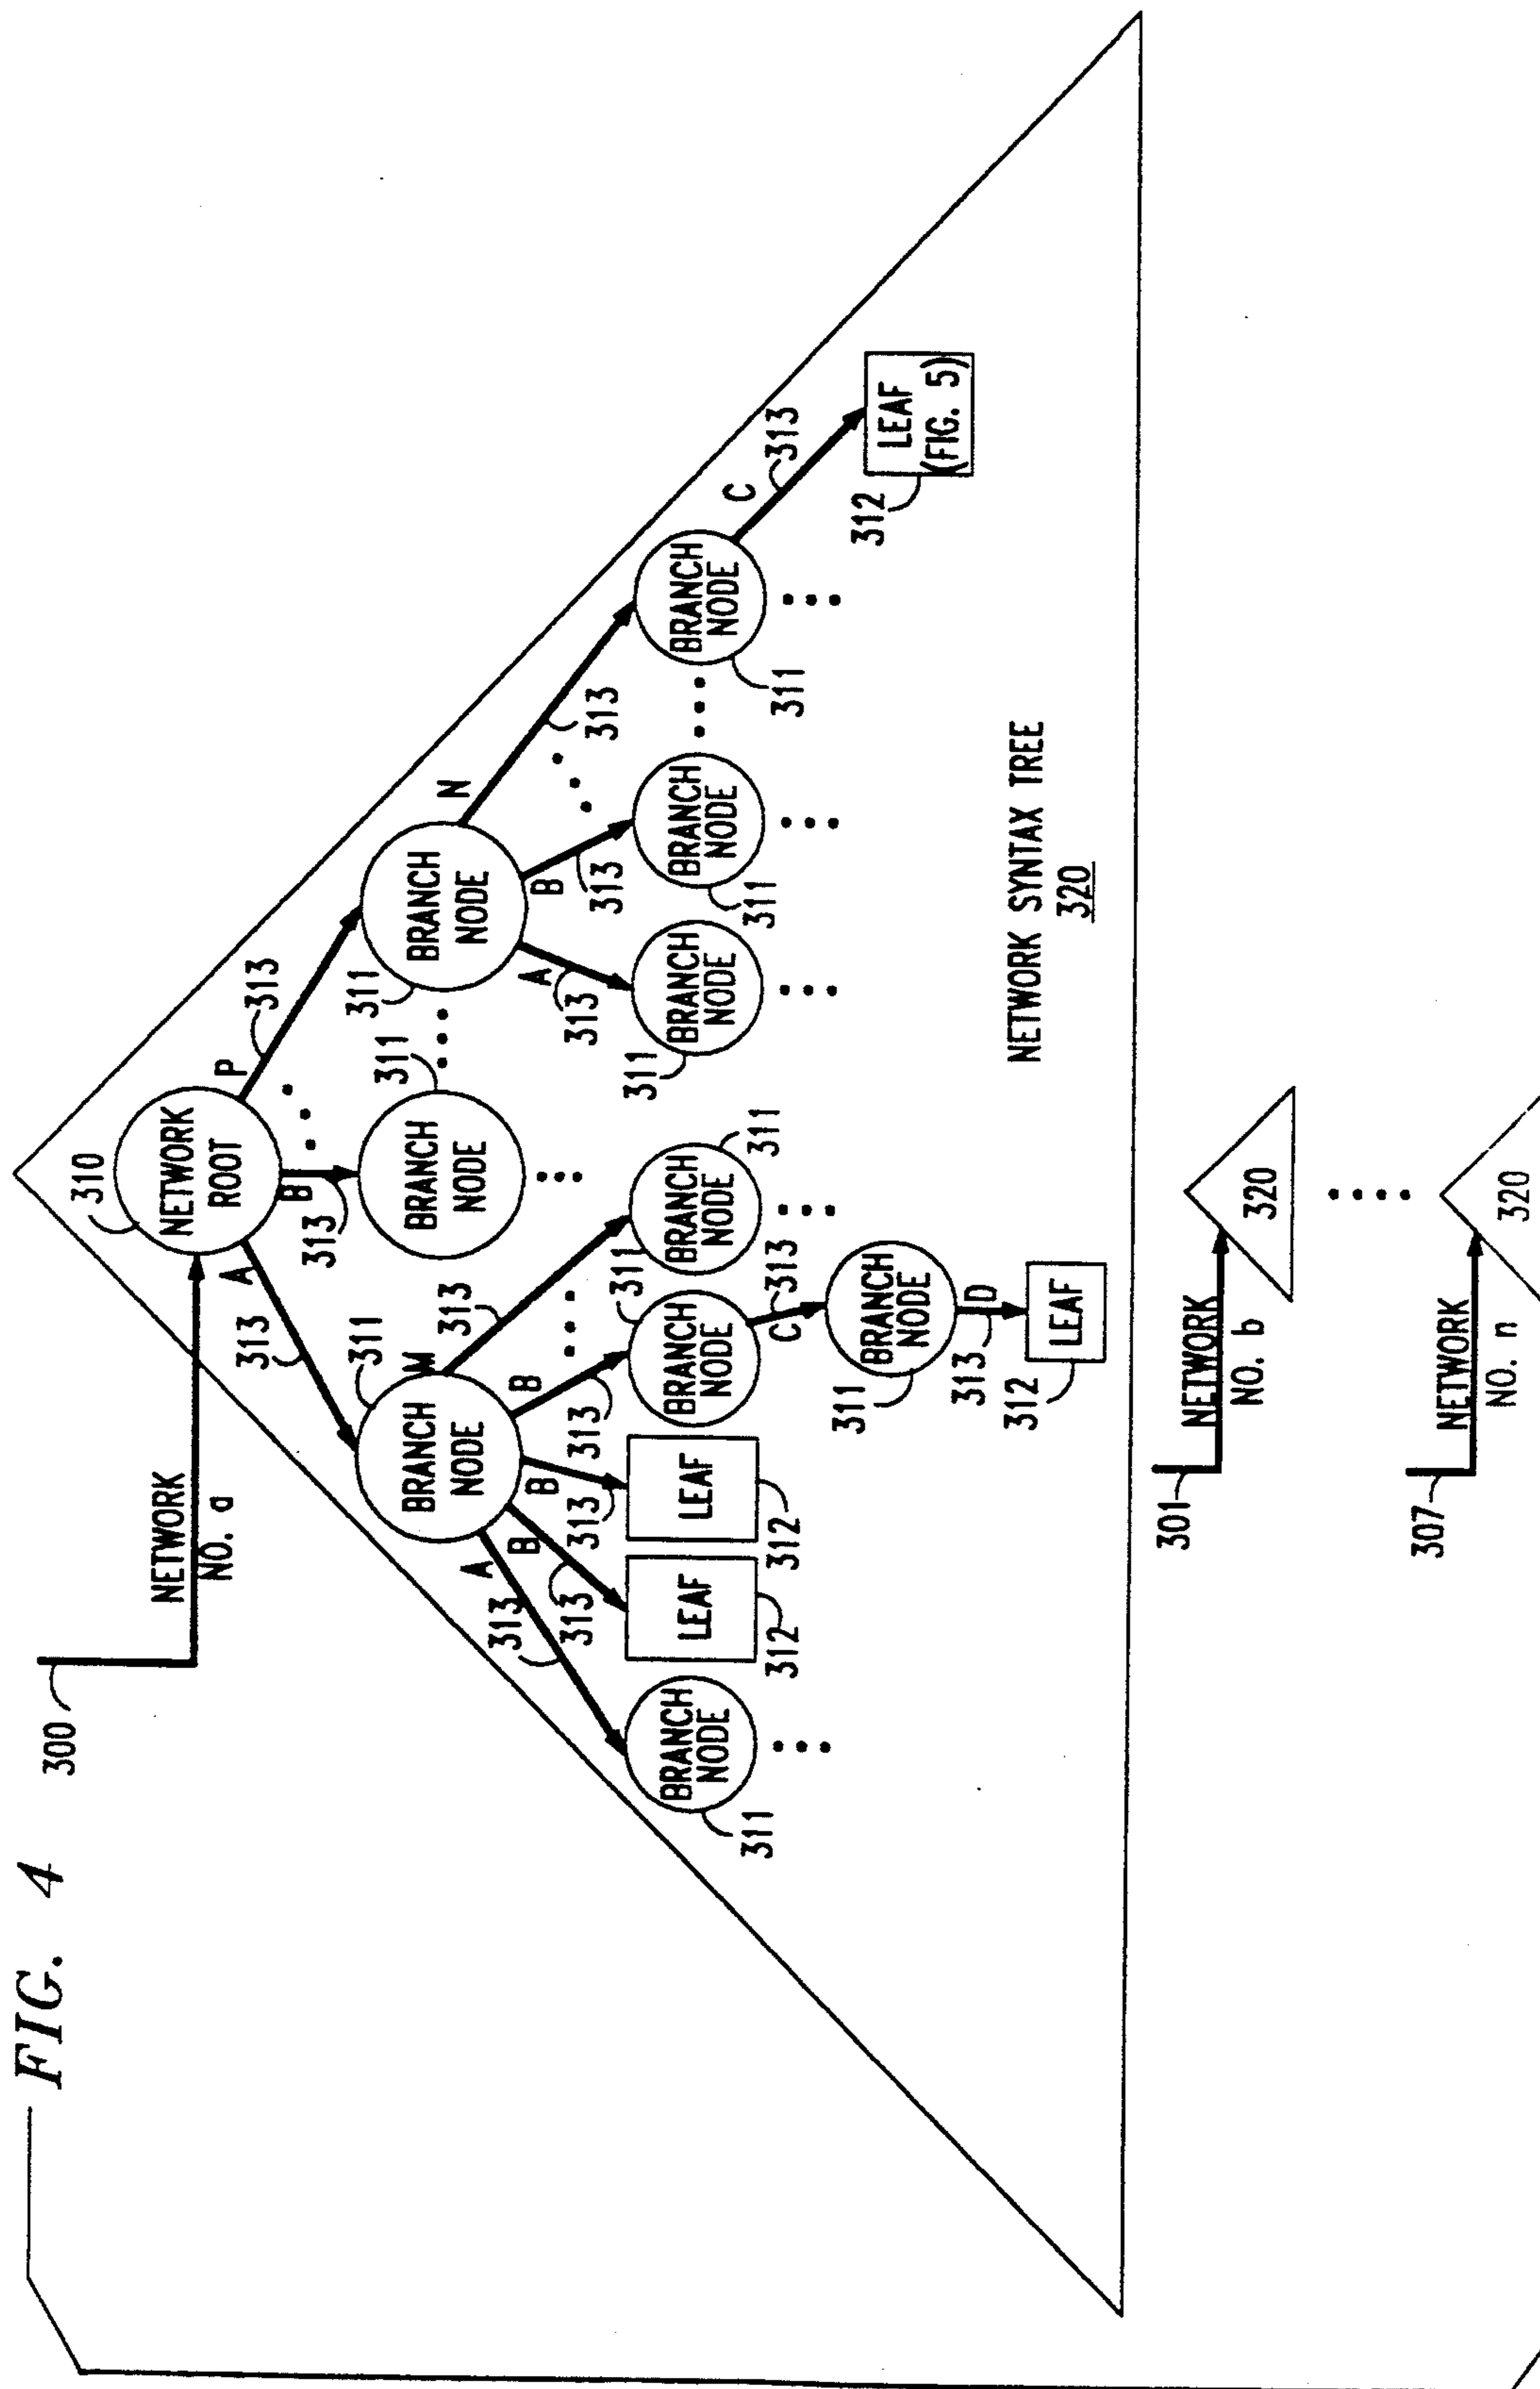 FIG. 4
300
NETWORK
NO. a
310
NETWORK
ROOT
A
B
P
313
313
313
311
311
311
BRANCH
NODE
BRANCH
NODE
BRANCH
NODE
A
B
B
B
M
A
B
N
313
313
313
313
313
313
313
313
BRANCH
NODE
LEAF
LEAF
BRANCH
NODE
BRANCH
NODE
BRANCH
NODE
BRANCH
NODE
BRANCH
NODE
311
312
312
311
311
311
311
311
C
313
C
313
BRANCH
NODE
311
LEAF
(FIG. 5)
312
D
313
LEAF
312
NETWORK SYNTAX TREE
320
301
NETWORK
NO. b
320
307
NETWORK
NO. n
320